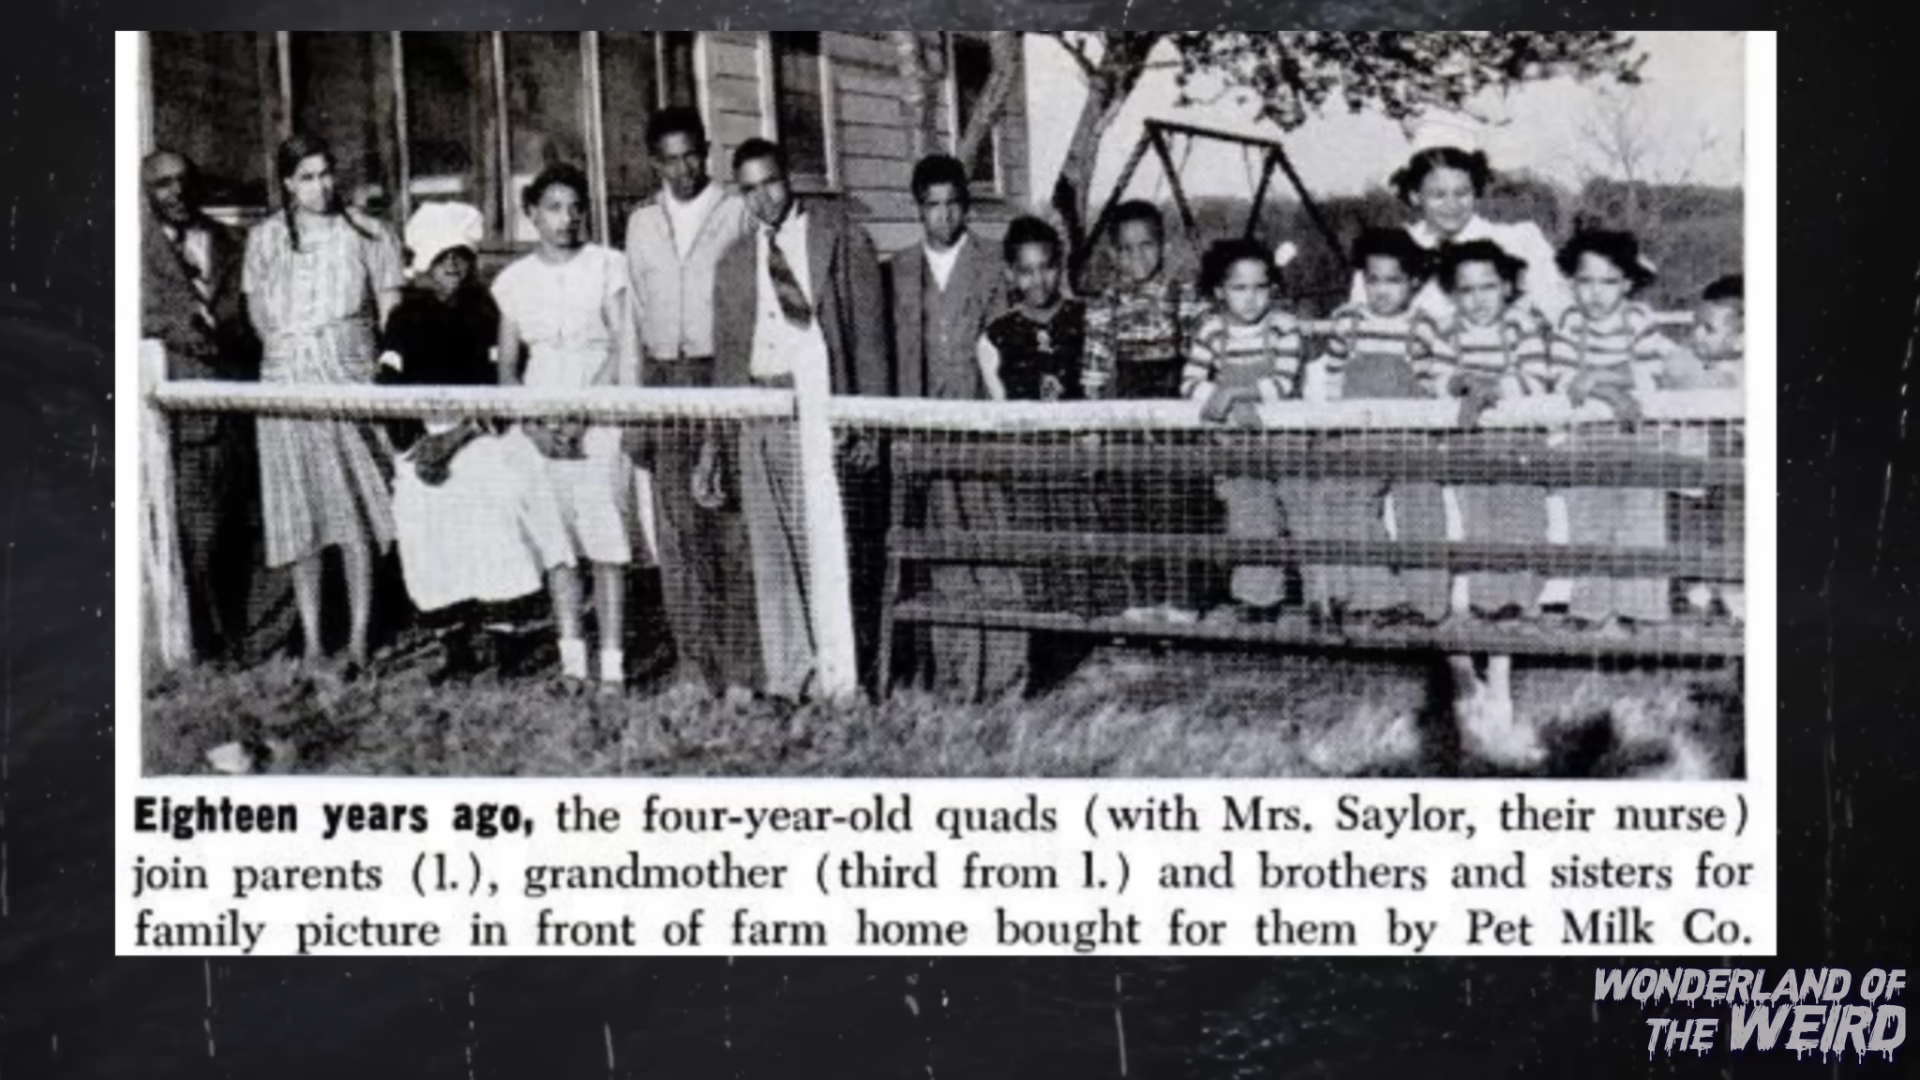 Eighteen years ago, the four-year-old quads (with Mrs. Saylor, their nurse)
join parents (l.), grandmother (third from l.) and brothers and sisters for
family picture in front of farm home bought for them by Pet Milk Co.
WONDERLAND OF
THE WEIRD